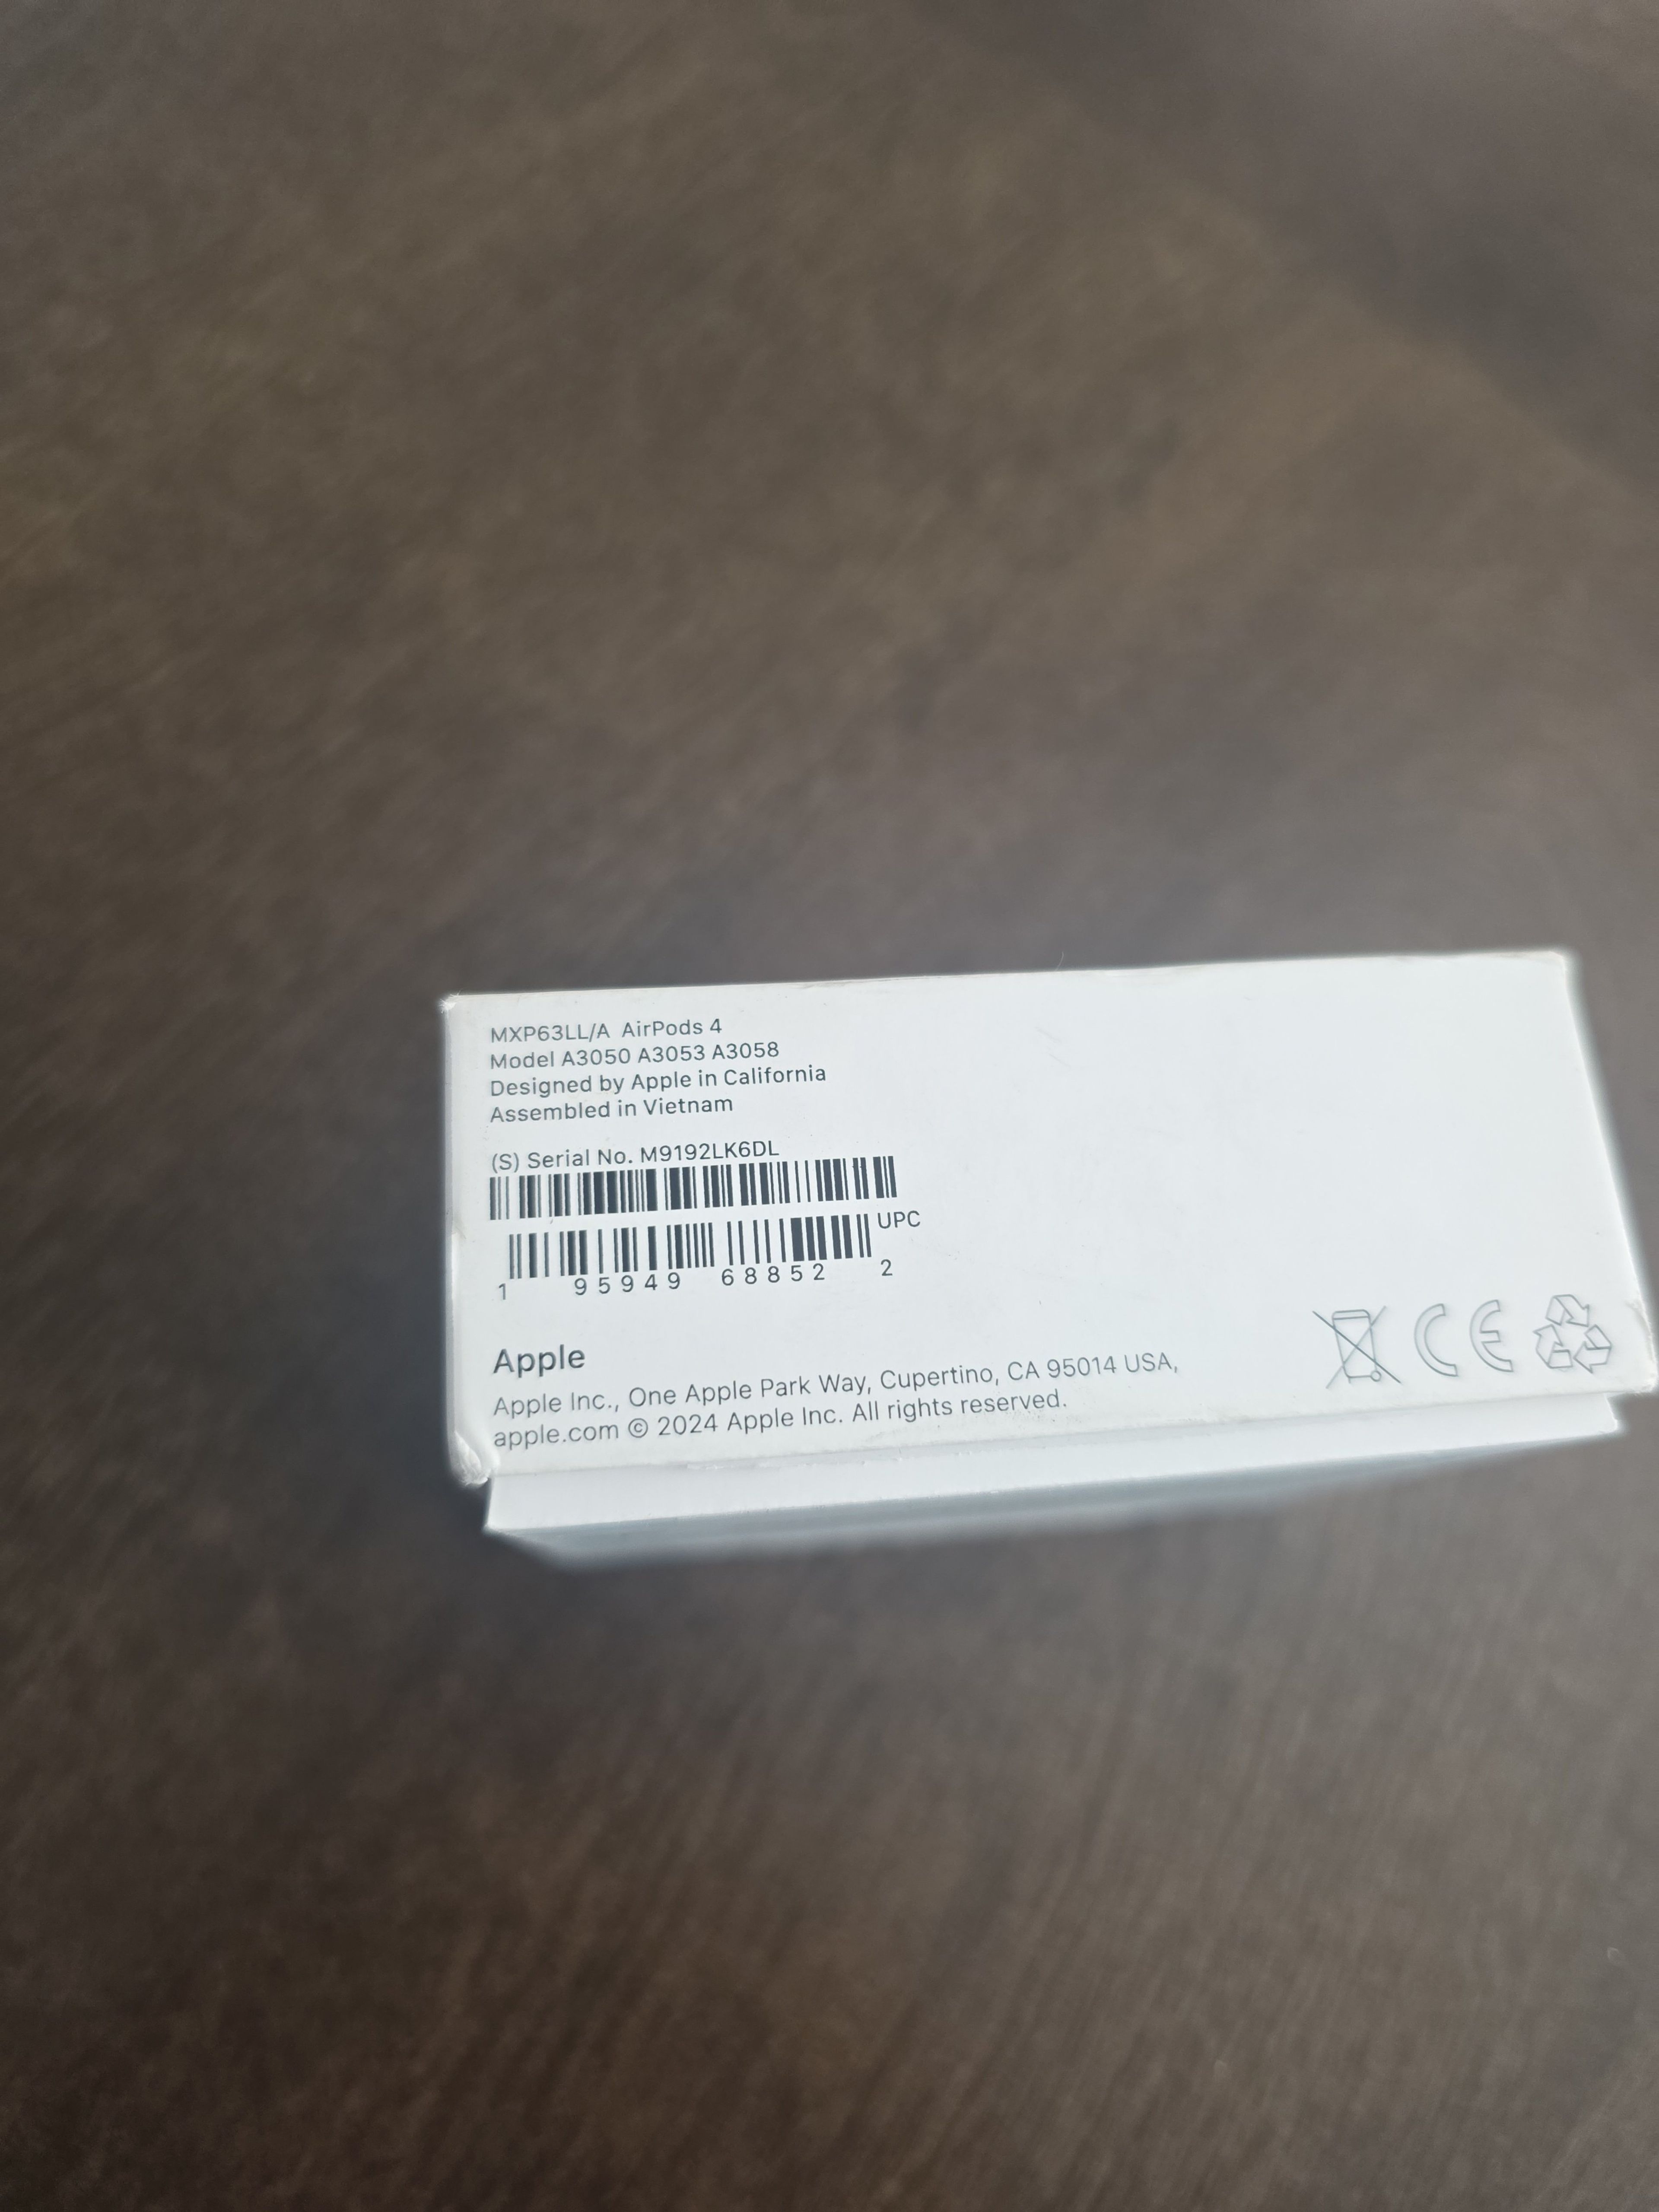 MXP63LL/A AirPods 4
Model A3050 A3053 A3058
Designed by Apple in California
Assembled in Vietnam
(S) Serial No. M9192LK6DL
UPC
1 95949 68852 2
Apple
Apple Inc., One Apple Park Way, Cupertino, CA 95014 USA,
apple.com © 2024 Apple Inc. All rights reserved.
CE